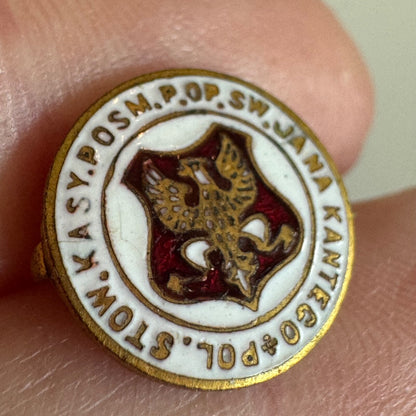 POL. STOW. KASY. POSM. P. OP. SW. JANA KANTEGO